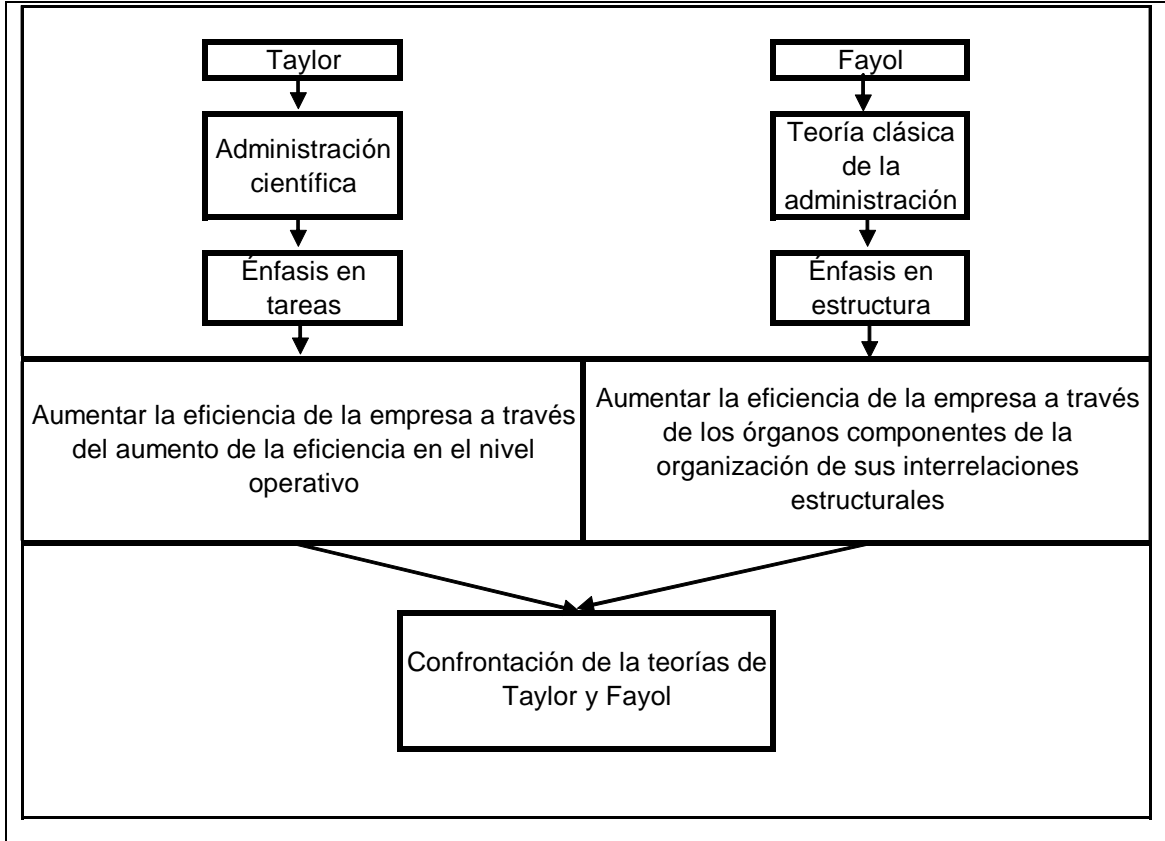 Taylor
Administración
científica
Énfasis en
tareas
Aumentar la eficiencia de la empresa a través
del aumento de la eficiencia en el nivel
operativo
Fayol
Teoría clásica
de la
administración
Énfasis en
estructura
Aumentar la eficiencia de la empresa a través
de los órganos componentes de la
organización de sus interrelaciones
estructurales
Confrontación de la teorías de
Taylor y Fayol